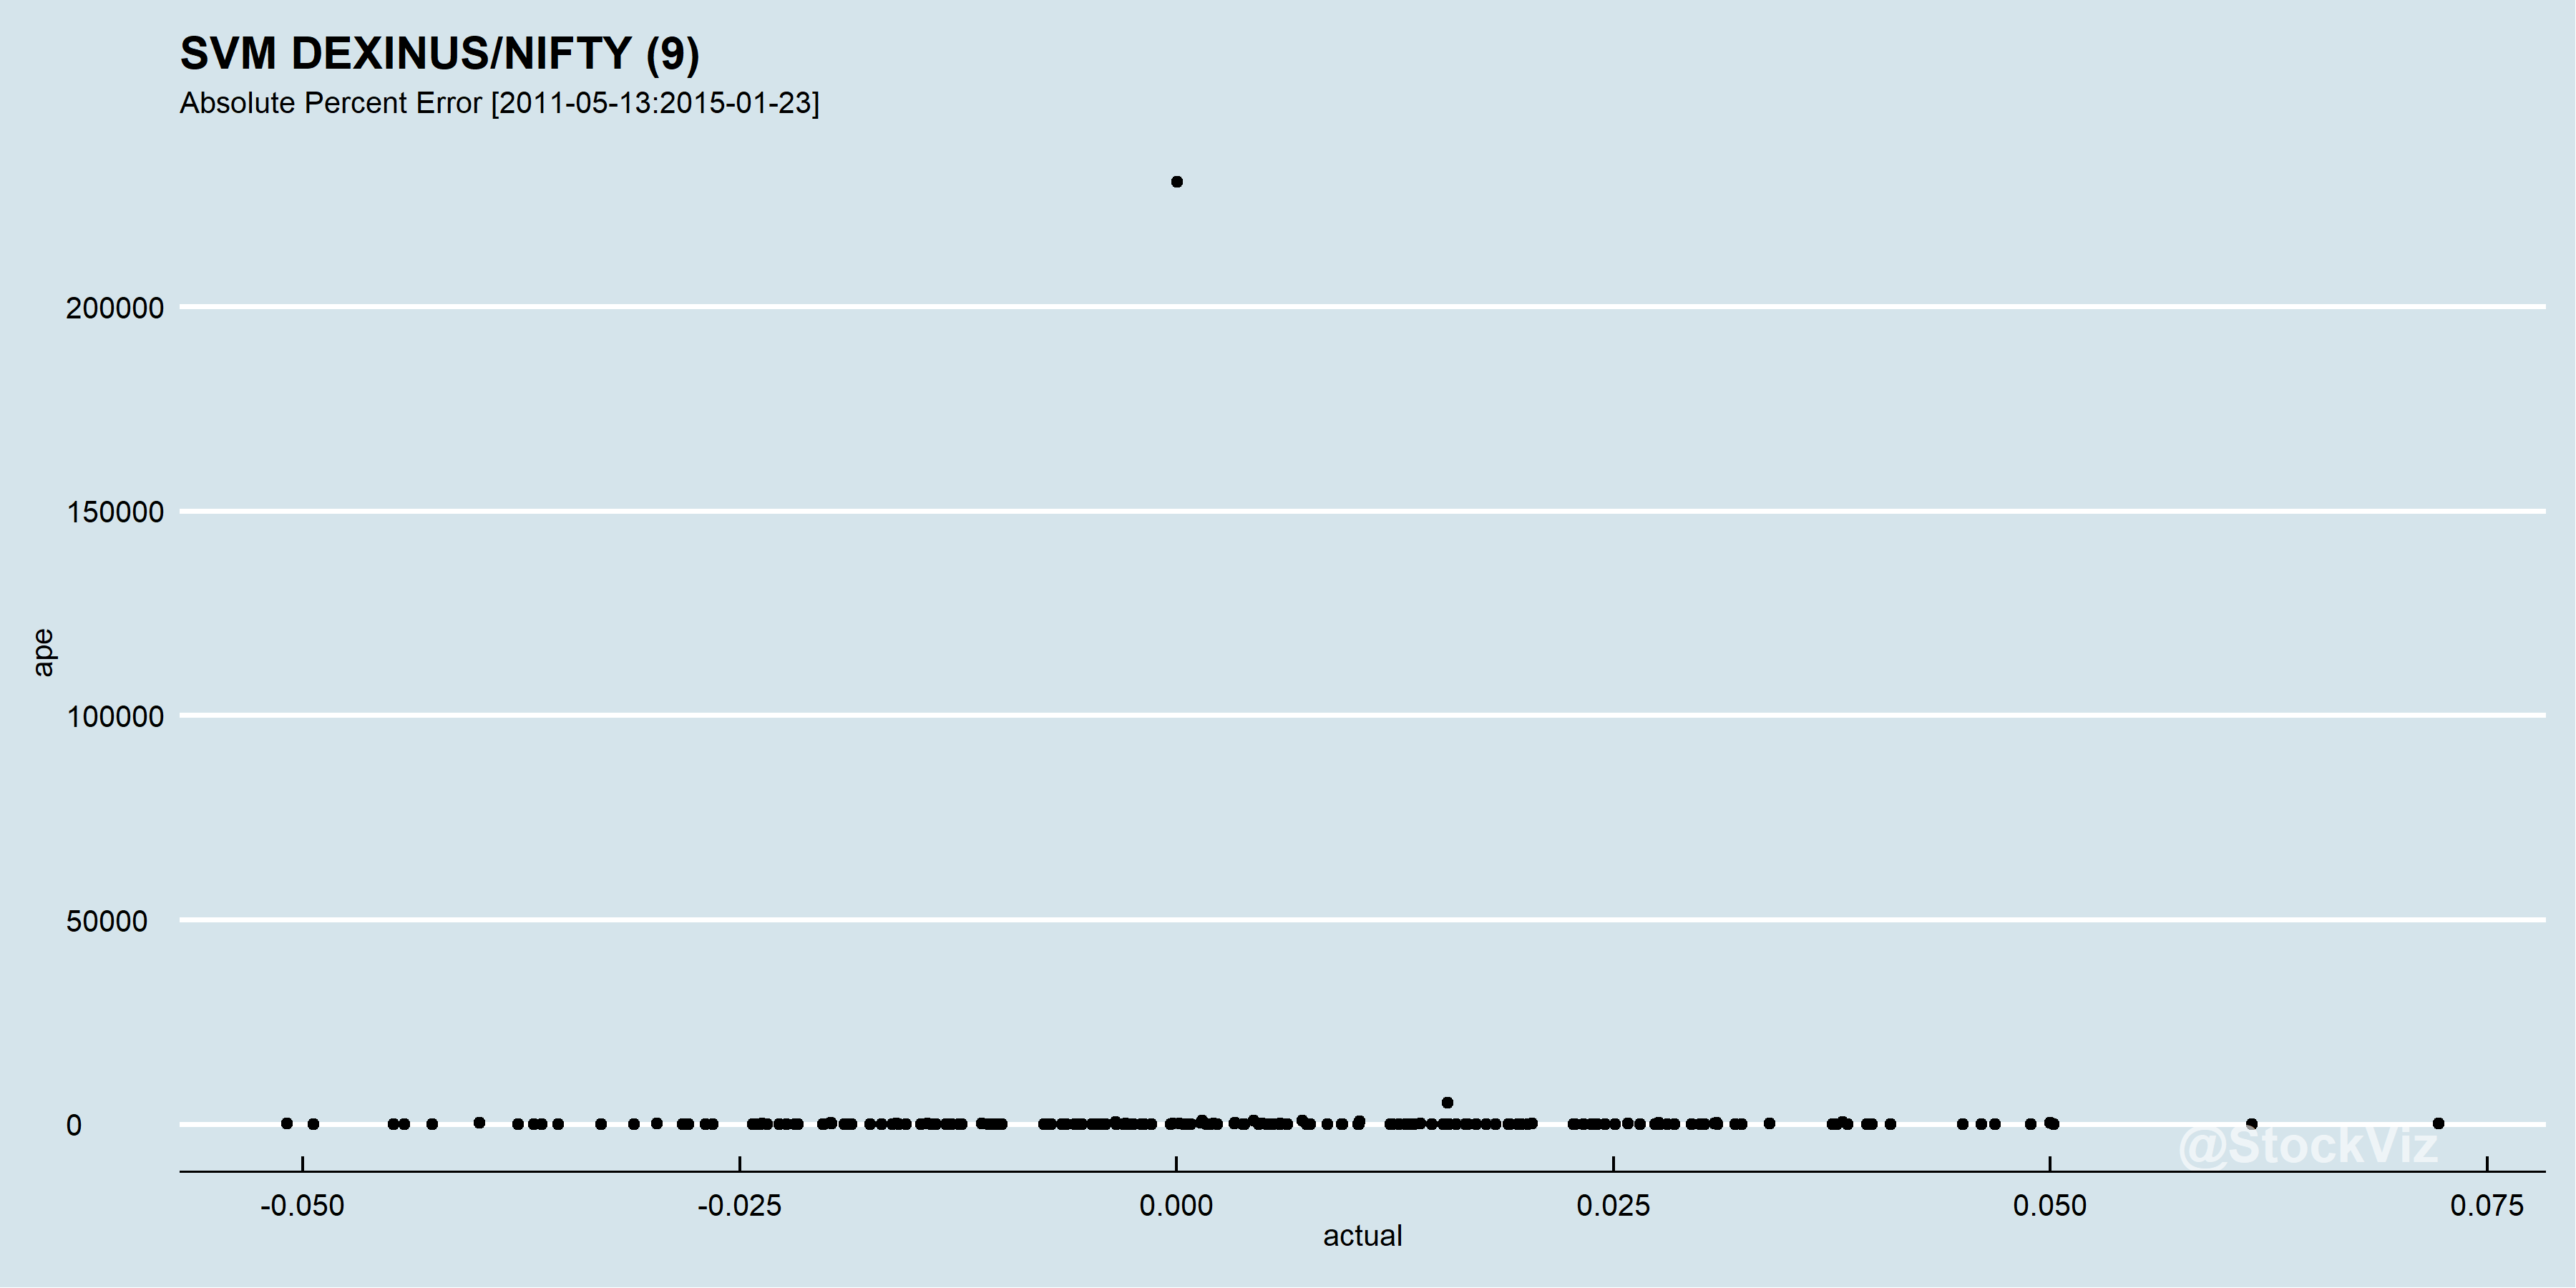 SVM DEXINUS/NIFTY (9)
Absolute Percent Error [2011-05-13:2015-01-23]
200000
150000
100000
50000
0
ape
@StockViz
-0.050 -0.025 0.000 0.025 0.050 0.075
actual